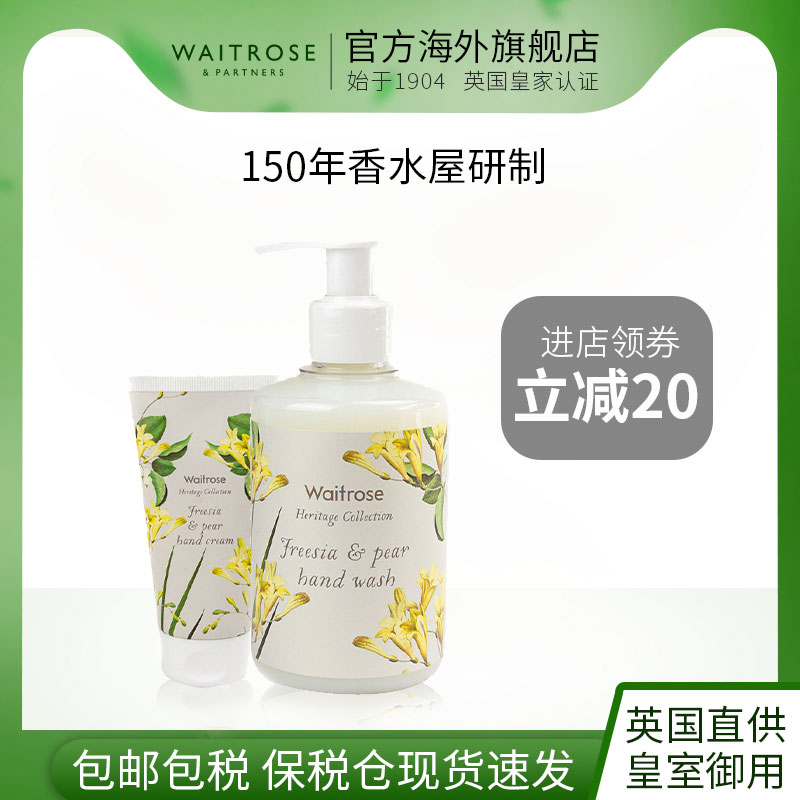 WAITROSE
& PARTNERS
官方海外旗舰店
始于1904 英国皇家认证
150年香水屋研制
进店领券
立减20
Waitrose
Heritage Collection
Freesia
& pear
hand cream
Waitrose
Heritage Collection
Freesia & pear
hand wash
英国直供
皇室御用
包邮包税 保税仓现货速发